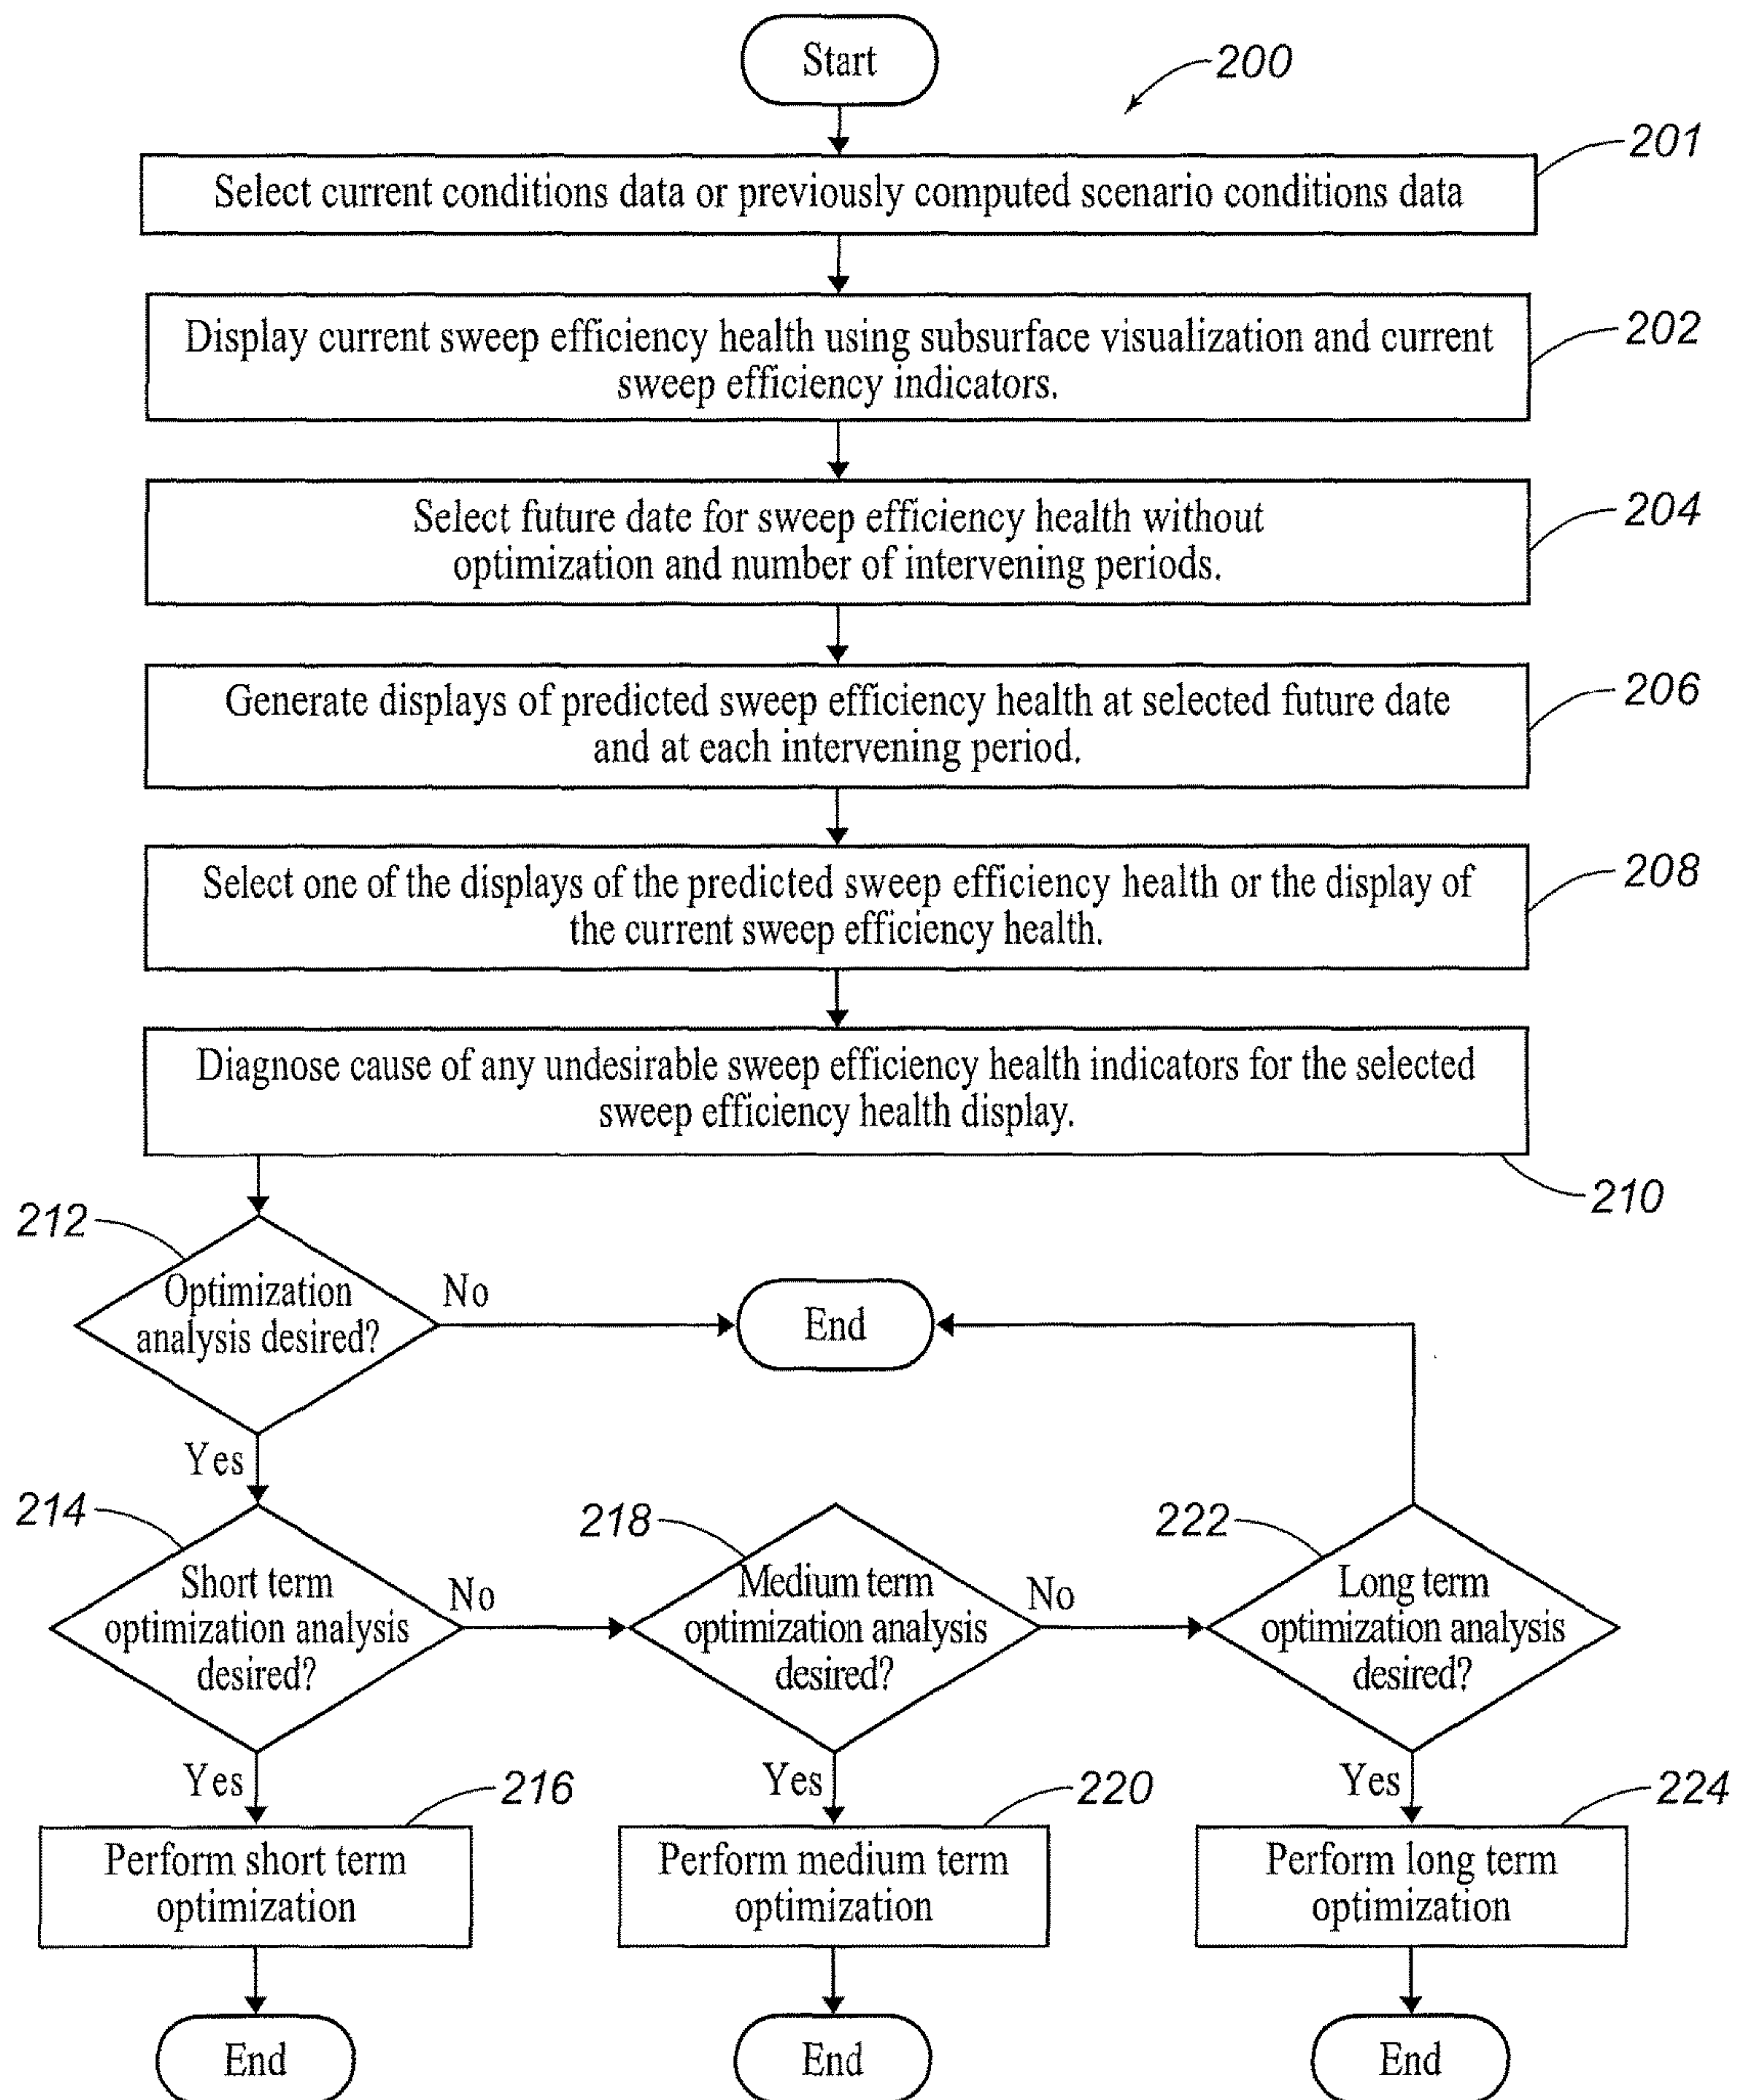 Start
200
201
Select current conditions data or previously computed scenario conditions data
202
Display current sweep efficiency health using subsurface visualization and current
sweep efficiency indicators.
204
Select future date for sweep efficiency health without
optimization and number of intervening periods.
206
Generate displays of predicted sweep efficiency health at selected future date
and at each intervening period.
208
Select one of the displays of the predicted sweep efficiency health or the display of
the current sweep efficiency health.
Diagnose cause of any undesirable sweep efficiency health indicators for the selected
sweep efficiency health display.
210
212
Optimization
analysis desired?
No
End
Yes
214
Short term
optimization analysis
desired?
No
218
Medium term
optimization analysis
desired?
No
222
Long term
optimization analysis
desired?
Yes
216
Perform short term
optimization
Yes
220
Perform medium term
optimization
Yes
224
Perform long term
optimization
End
End
End